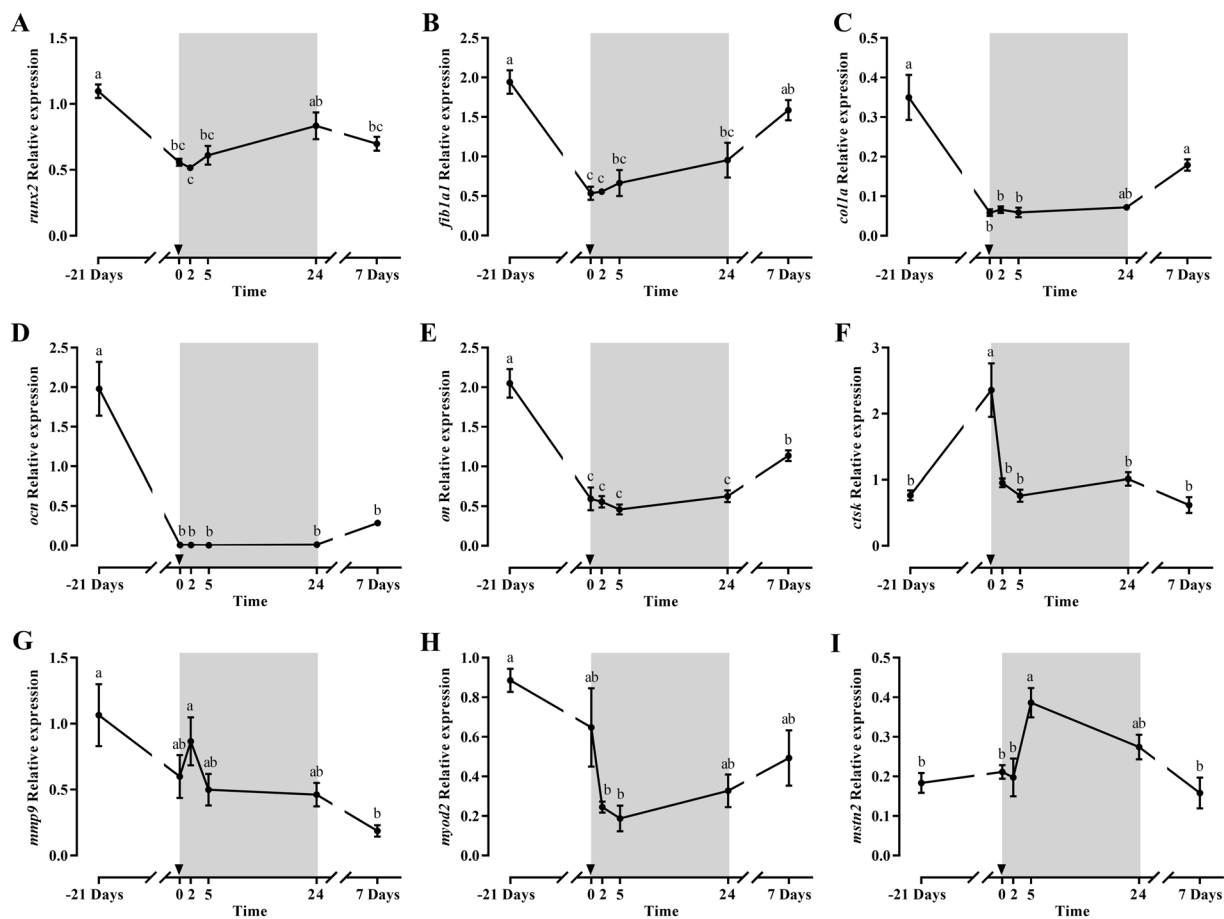 A
runx2 Relative expression
1.5
1.0
0.5
0.0
a
bc
c
bc
ab
bc
-21 Days
0 2 5
24
7 Days
Time
B
fib1a1 Relative expression
2.5
2.0
1.5
1.0
0.5
0.0
a
c
c
bc
bc
ab
-21 Days
0 2 5
24
7 Days
Time
C
col1a Relative expression
0.5
0.4
0.3
0.2
0.1
0.0
a
b
b
b
ab
a
-21 Days
0 2 5
24
7 Days
Time
D
ocn Relative expression
2.5
2.0
1.5
1.0
0.5
0.0
a
b b b
b
b
-21 Days
0 2 5
24
7 Days
Time
E
on Relative expression
2.5
2.0
1.5
1.0
0.5
0.0
a
c c c
c
b
-21 Days
0 2 5
24
7 Days
Time
F
ctsk Relative expression
3
2
1
0
b
a
b b
b
b
-21 Days
0 2 5
24
7 Days
Time
G
mmp9 Relative expression
1.5
1.0
0.5
0.0
a
ab
a
ab
ab
b
-21 Days
0 2 5
24
7 Days
Time
H
myod2 Relative expression
1.0
0.8
0.6
0.4
0.2
0.0
a
ab
b b
ab
ab
-21 Days
0 2 5
24
7 Days
Time
I
mstn2 Relative expression
0.5
0.4
0.3
0.2
0.1
0.0
b
b b
a
ab
b
-21 Days
0 2 5
24
7 Days
Time